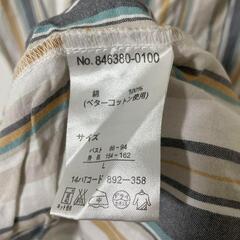 No. 846380-0100
綿 100%
(ベターコットン使用)
サイズ
バスト 86-94
身長 154-162
L
14バコード 892-358